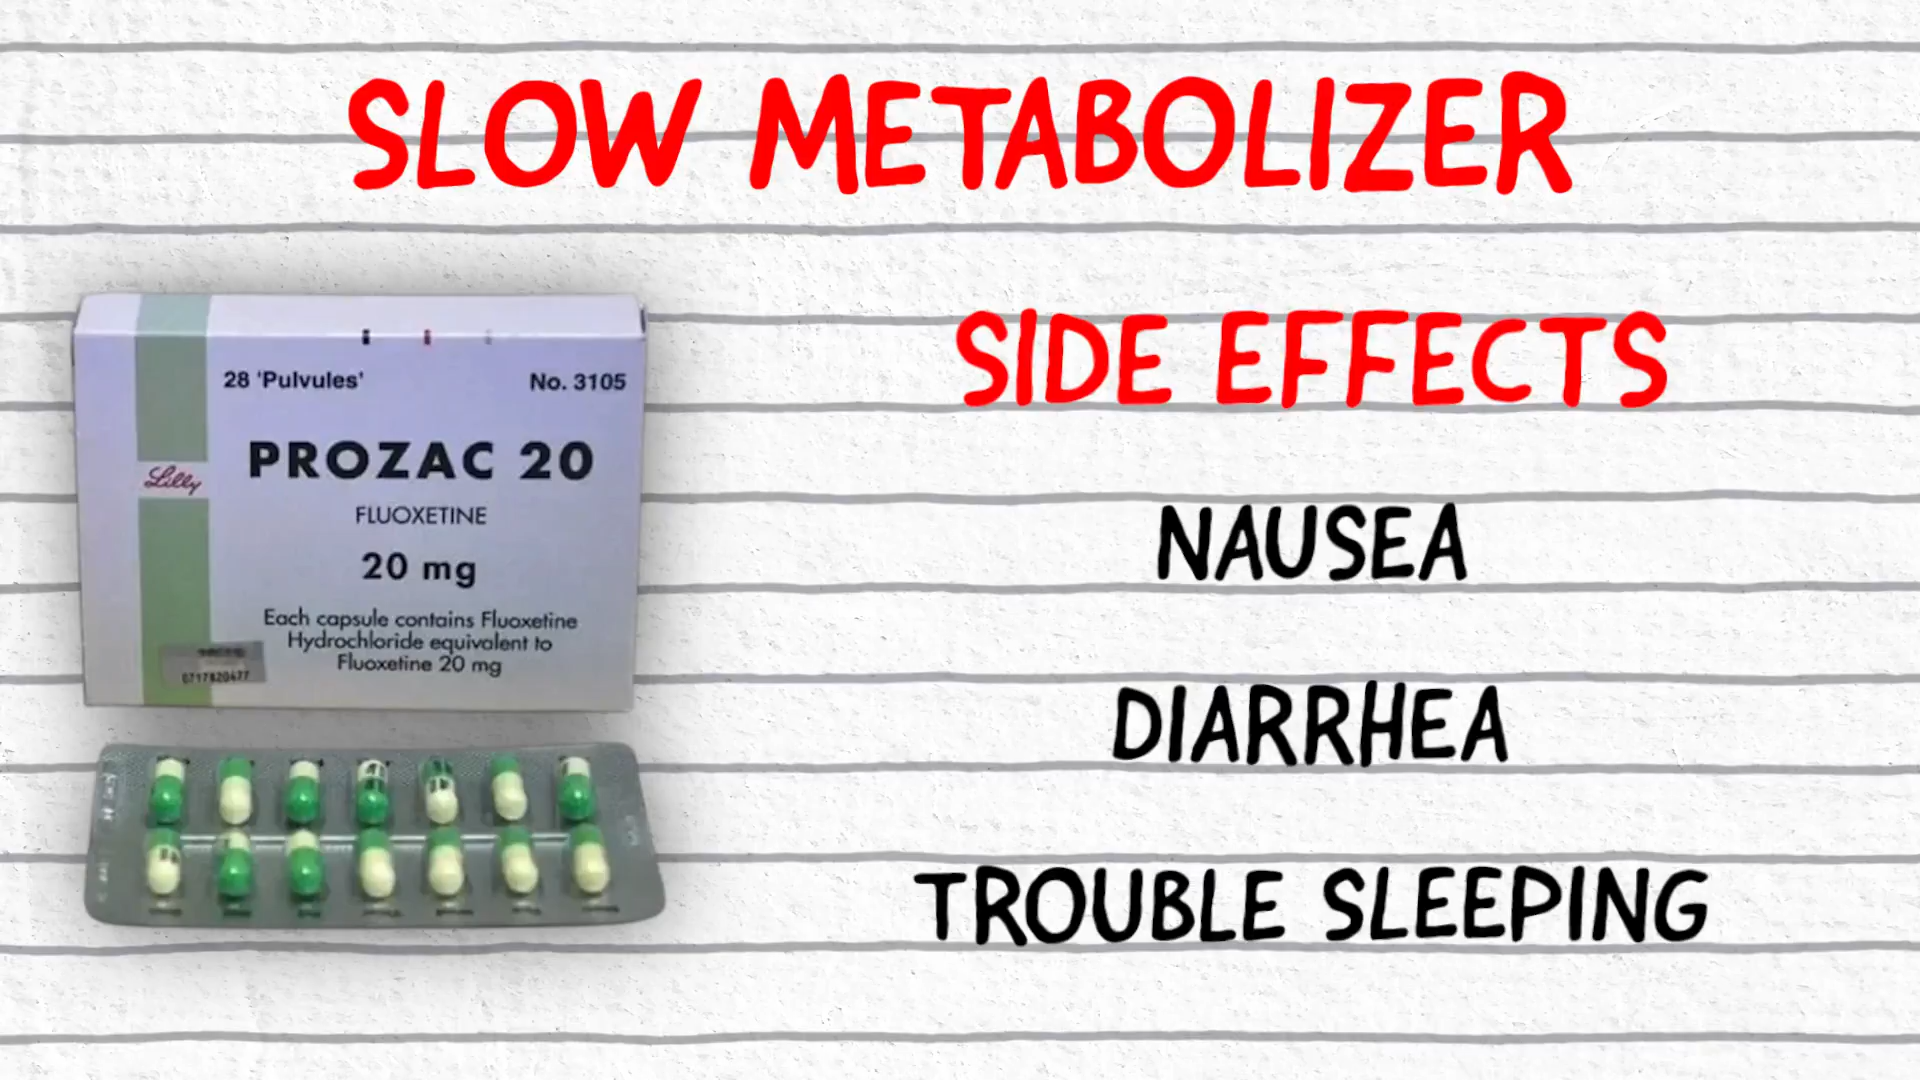 SLOW METABOLIZER
28 'Pulvules' No. 3105
PROZAC 20
Lilly
FLUOXETINE
20 mg
Each capsule contains Fluoxetine
Hydrochloride equivalent to
Fluoxetine 20 mg
SIDE EFFECTS
NAUSEA
DIARRHEA
TROUBLE SLEEPING